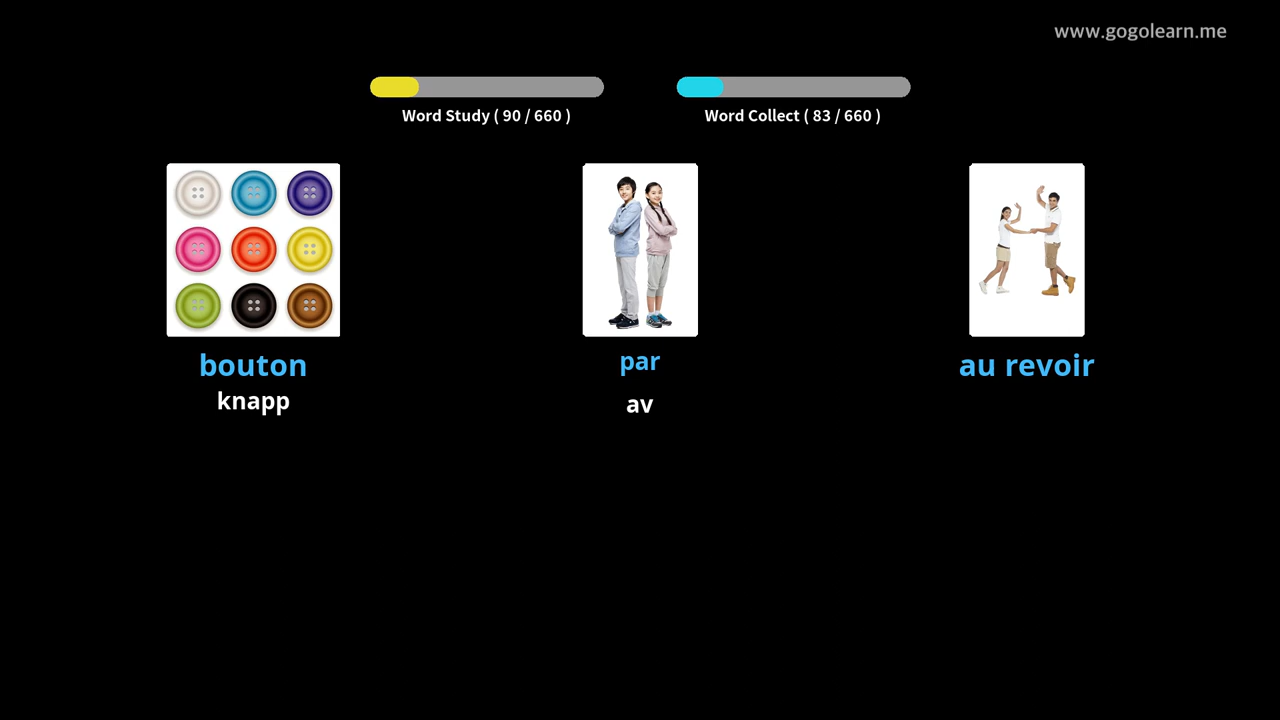 www.gogolearn.me
Word Study ( 90 / 660 )
Word Collect ( 83 / 660 )
bouton
knapp
par
av
au revoir